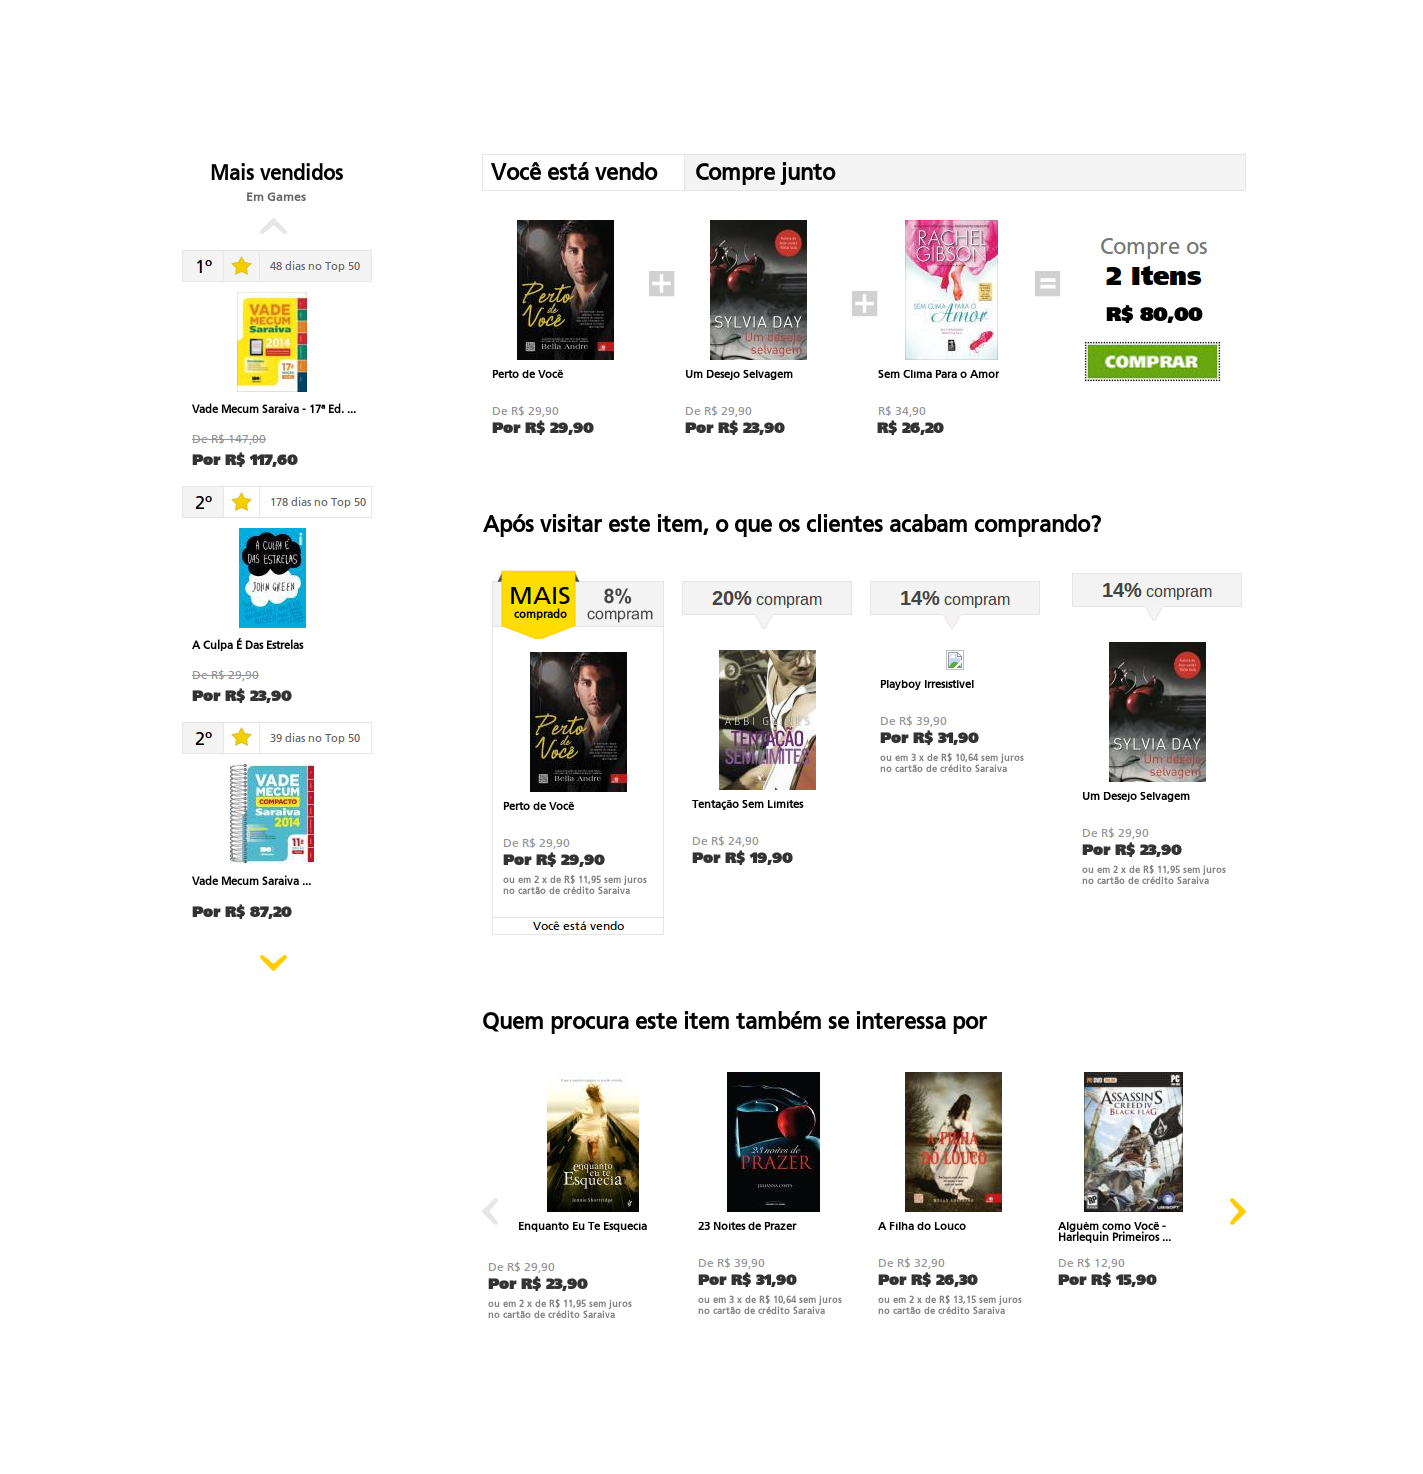 Mais vendidos
Em Games
1º
48 dias no Top 50
VADE
MECUM
Saraiva
2014
17ª
Vade Mecum Saraiva - 17ª Ed. ...
De R$ 147,00
Por R$ 117,60
2º
178 dias no Top 50
A CULPA É
DAS ESTRELAS
JOHN GREEN
A Culpa É Das Estrelas
De R$ 29,90
Por R$ 23,90
2º
39 dias no Top 50
VADE
MECUM
COMPACTO
Saraiva
2014
11ª
Vade Mecum Saraiva ...
Por R$ 87,20
Você está vendo
Compre junto
Perto
de
Você
Bella Andre
Perto de Você
De R$ 29,90
Por R$ 29,90
SYLVIA DAY
Um desejo
selvagem
Um Desejo Selvagem
De R$ 29,90
Por R$ 23,90
RACHEL
GIBSON
SEM CLIMA PARA O
Amor
Sem Clima Para o Amor
R$ 34,90
R$ 26,20
Compre os
2 Itens
R$ 80,00
COMPRAR
Após visitar este item, o que os clientes acabam comprando?
MAIS
comprado
8%
compram
Perto
de
Você
Bella Andre
Perto de Você
De R$ 29,90
Por R$ 29,90
ou em 2 x de R$ 11,95 sem juros
no cartão de crédito Saraiva
Você está vendo
20% compram
ABBI GLINES
TENTAÇÃO
SEM LIMITES
Tentação Sem Limites
De R$ 24,90
Por R$ 19,90
14% compram
Playboy Irresistível
De R$ 39,90
Por R$ 31,90
ou em 3 x de R$ 10,64 sem juros
no cartão de crédito Saraiva
14% compram
SYLVIA DAY
Um desejo
selvagem
Um Desejo Selvagem
De R$ 29,90
Por R$ 23,90
ou em 2 x de R$ 11,95 sem juros
no cartão de crédito Saraiva
Quem procura este item também se interessa por
enquanto
eu te
Esquecia
Jennie Shortridge
Enquanto Eu Te Esquecia
De R$ 29,90
Por R$ 23,90
ou em 2 x de R$ 11,95 sem juros
no cartão de crédito Saraiva
23 noites de
PRAZER
JULIANNA COSTA
23 Noites de Prazer
De R$ 39,90
Por R$ 31,90
ou em 3 x de R$ 10,64 sem juros
no cartão de crédito Saraiva
A FILHA
DO LOUCO
MEGAN SHEPHERD
A Filha do Louco
De R$ 32,90
Por R$ 26,30
ou em 2 x de R$ 13,15 sem juros
no cartão de crédito Saraiva
PC DVD
PC
ASSASSIN'S
CREED IV
BLACK FLAG
RP
UBISOFT
Alguém como Você -
Harlequin Primeiros ...
De R$ 12,90
Por R$ 15,90